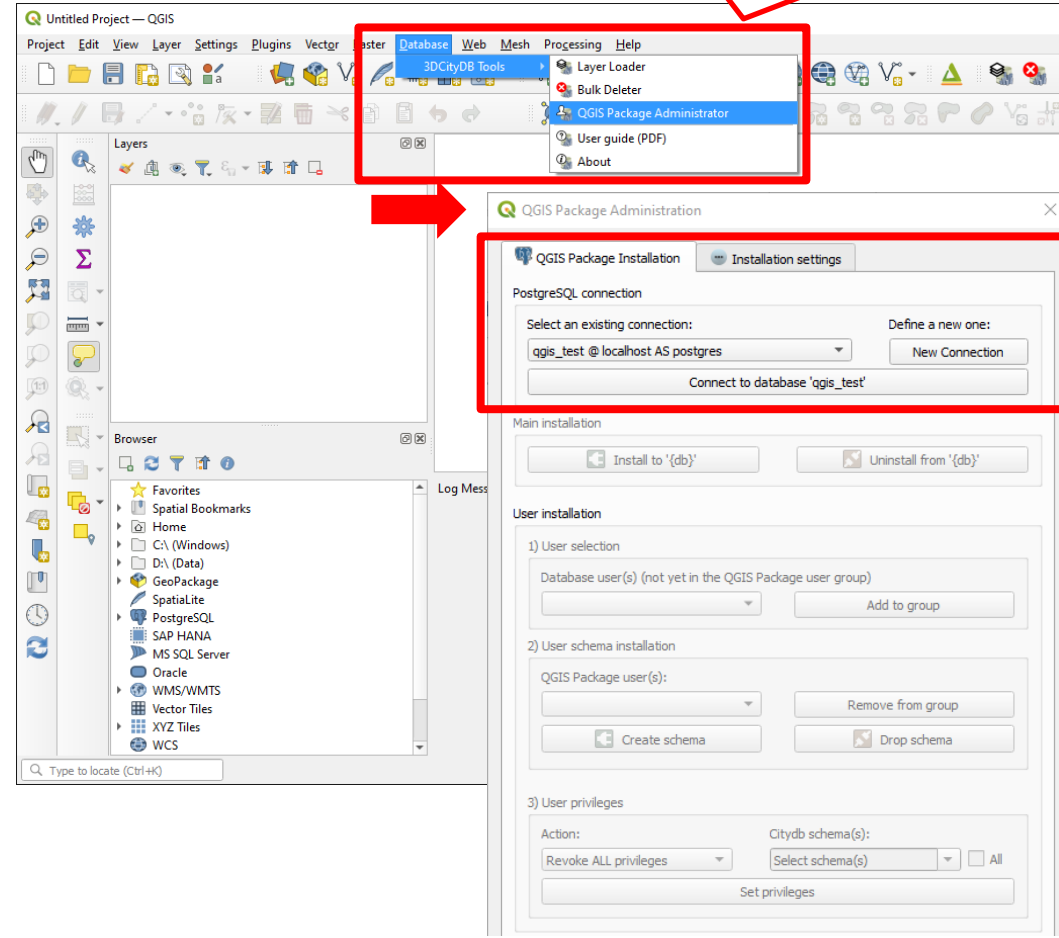 Untitled Project — QGIS
Project Edit View Layer Settings Plugins Vector Raster Database Web Mesh Processing Help
3DCityDB Tools
Layer Loader
Bulk Deleter
QGIS Package Administrator
User guide (PDF)
About
Layers
Browser
Favorites
Spatial Bookmarks
Home
C:\ (Windows)
D:\ (Data)
GeoPackage
SpatiaLite
PostgreSQL
SAP HANA
MS SQL Server
Oracle
WMS/WMTS
Vector Tiles
XYZ Tiles
WCS
Type to locate (Ctrl+K)
Log Mess
QGIS Package Administration
QGIS Package Installation
Installation settings
PostgreSQL connection
Select an existing connection:
Define a new one:
qgis_test @ localhost AS postgres
New Connection
Connect to database 'qgis_test'
Main installation
Install to '{db}'
Uninstall from '{db}'
User installation
1) User selection
Database user(s) (not yet in the QGIS Package user group)
Add to group
2) User schema installation
QGIS Package user(s):
Remove from group
Create schema
Drop schema
3) User privileges
Action:
Citydb schema(s):
Revoke ALL privileges
Select schema(s)
All
Set privileges